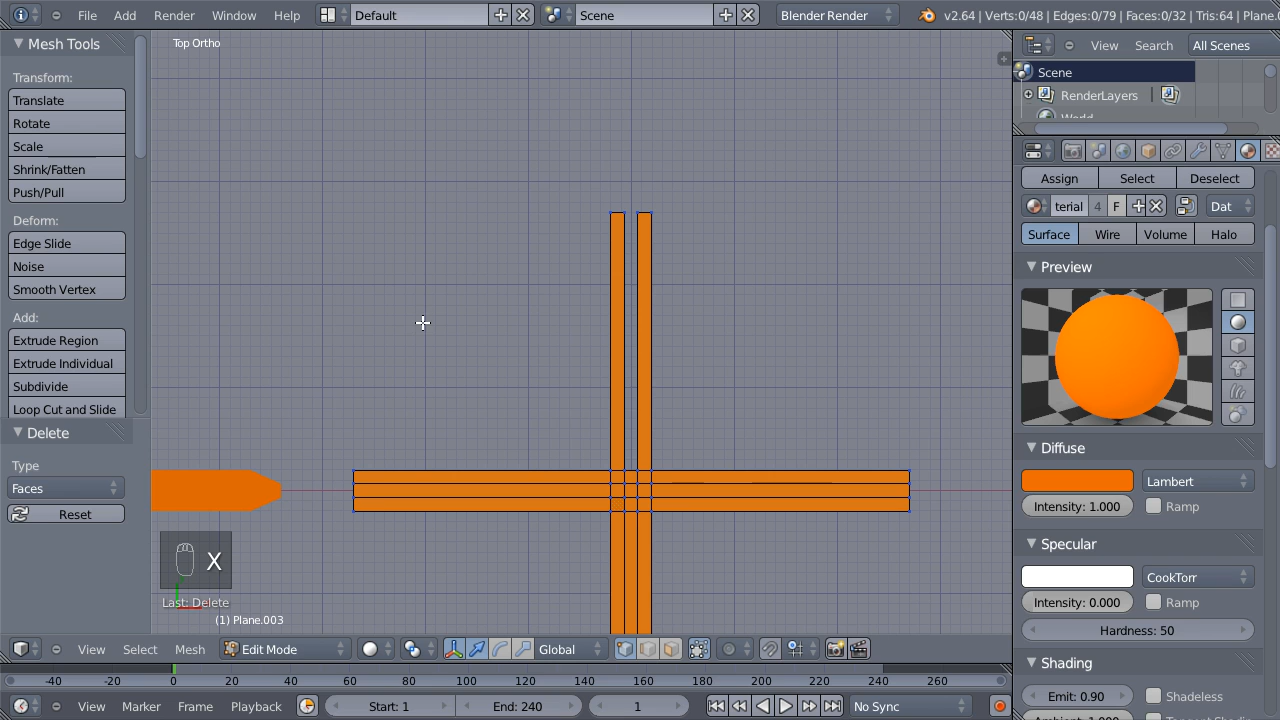 File Add Render Window Help Default Scene Blender Render v2.64 | Verts:0/48 | Edges:0/79 | Faces:0/32 | Tris:64 | Plane.
Mesh Tools
Transform:
Translate
Rotate
Scale
Shrink/Fatten
Push/Pull
Deform:
Edge Slide
Noise
Smooth Vertex
Add:
Extrude Region
Extrude Individual
Subdivide
Loop Cut and Slide
Delete
Type
Faces
Reset
Top Ortho
X
Last: Delete
(1) Plane.003
View Select Mesh Edit Mode Global
-40 -20 0 20 40 60 80 100 120 140 160 180 200 220 240 260
View Marker Frame Playback Start: 1 End: 240 1 No Sync
View Search All Scenes
Scene
RenderLayers
World
Assign Select Deselect
terial 4 F Dat
Surface Wire Volume Halo
Preview
Diffuse
Lambert
Intensity: 1.000 Ramp
Specular
CookTorr
Intensity: 0.000 Ramp
Hardness: 50
Shading
Emit: 0.90 Shadeless